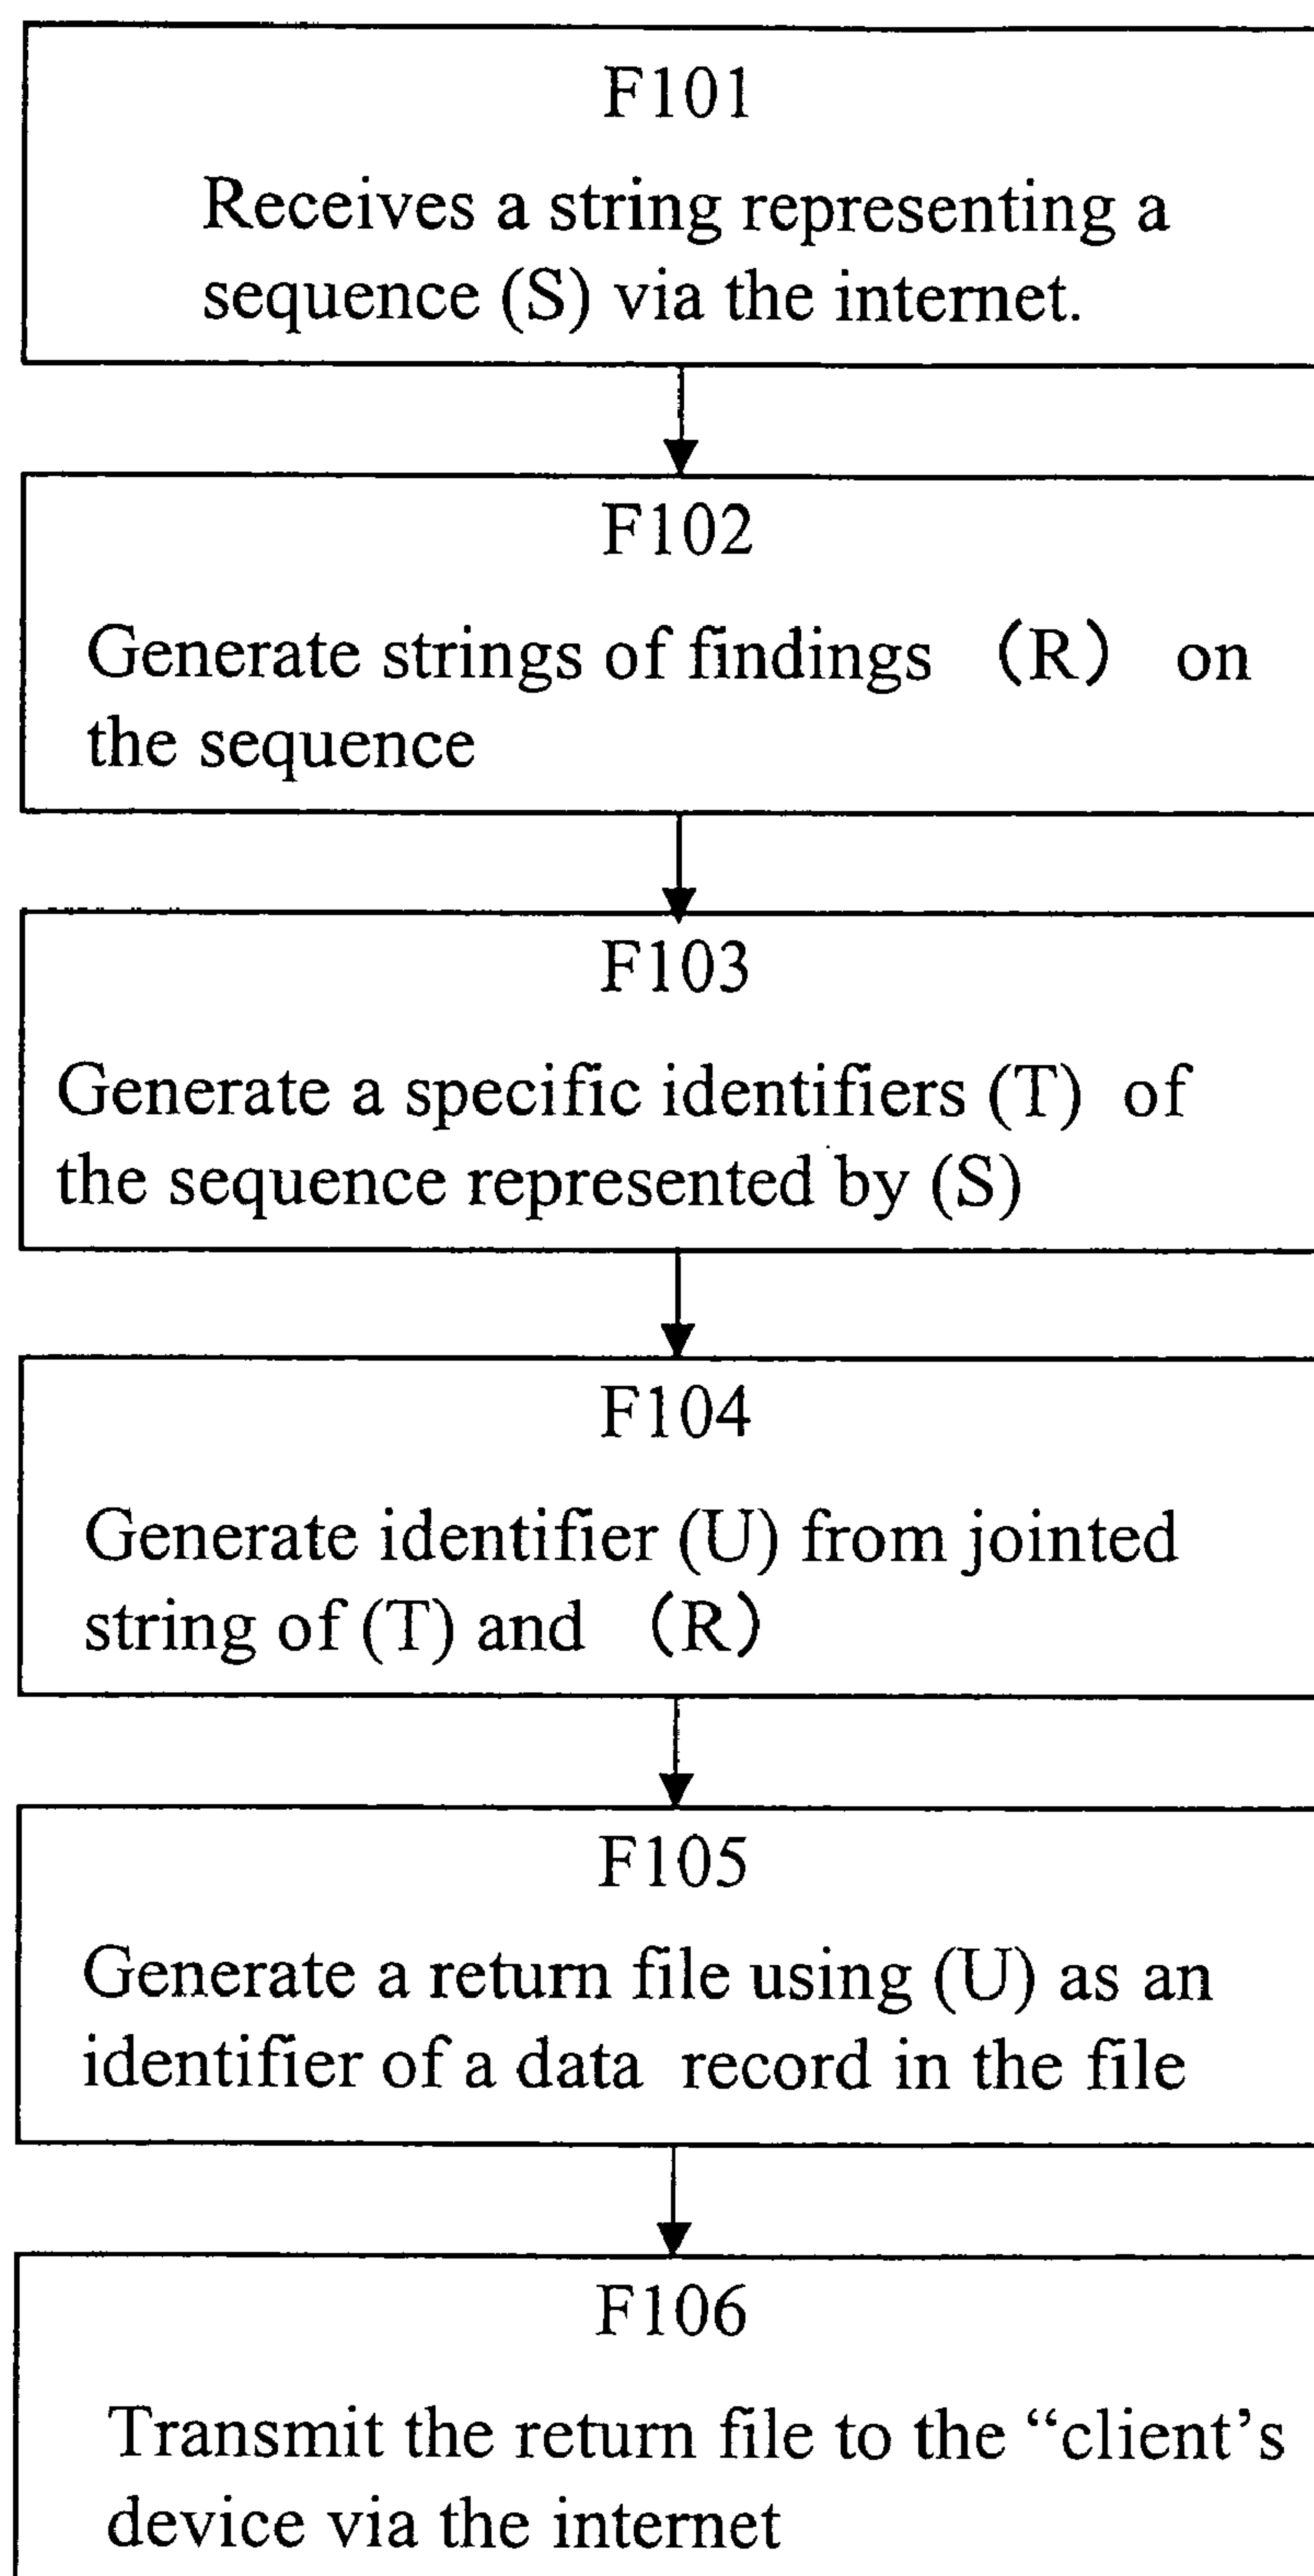 F101
Receives a string representing a
sequence (S) via the internet.
F102
Generate strings of findings （R） on
the sequence
F103
Generate a specific identifiers (T) of
the sequence represented by (S)
F104
Generate identifier (U) from jointed
string of (T) and （R）
F105
Generate a return file using (U) as an
identifier of a data record in the file
F106
Transmit the return file to the “client’s
device via the internet